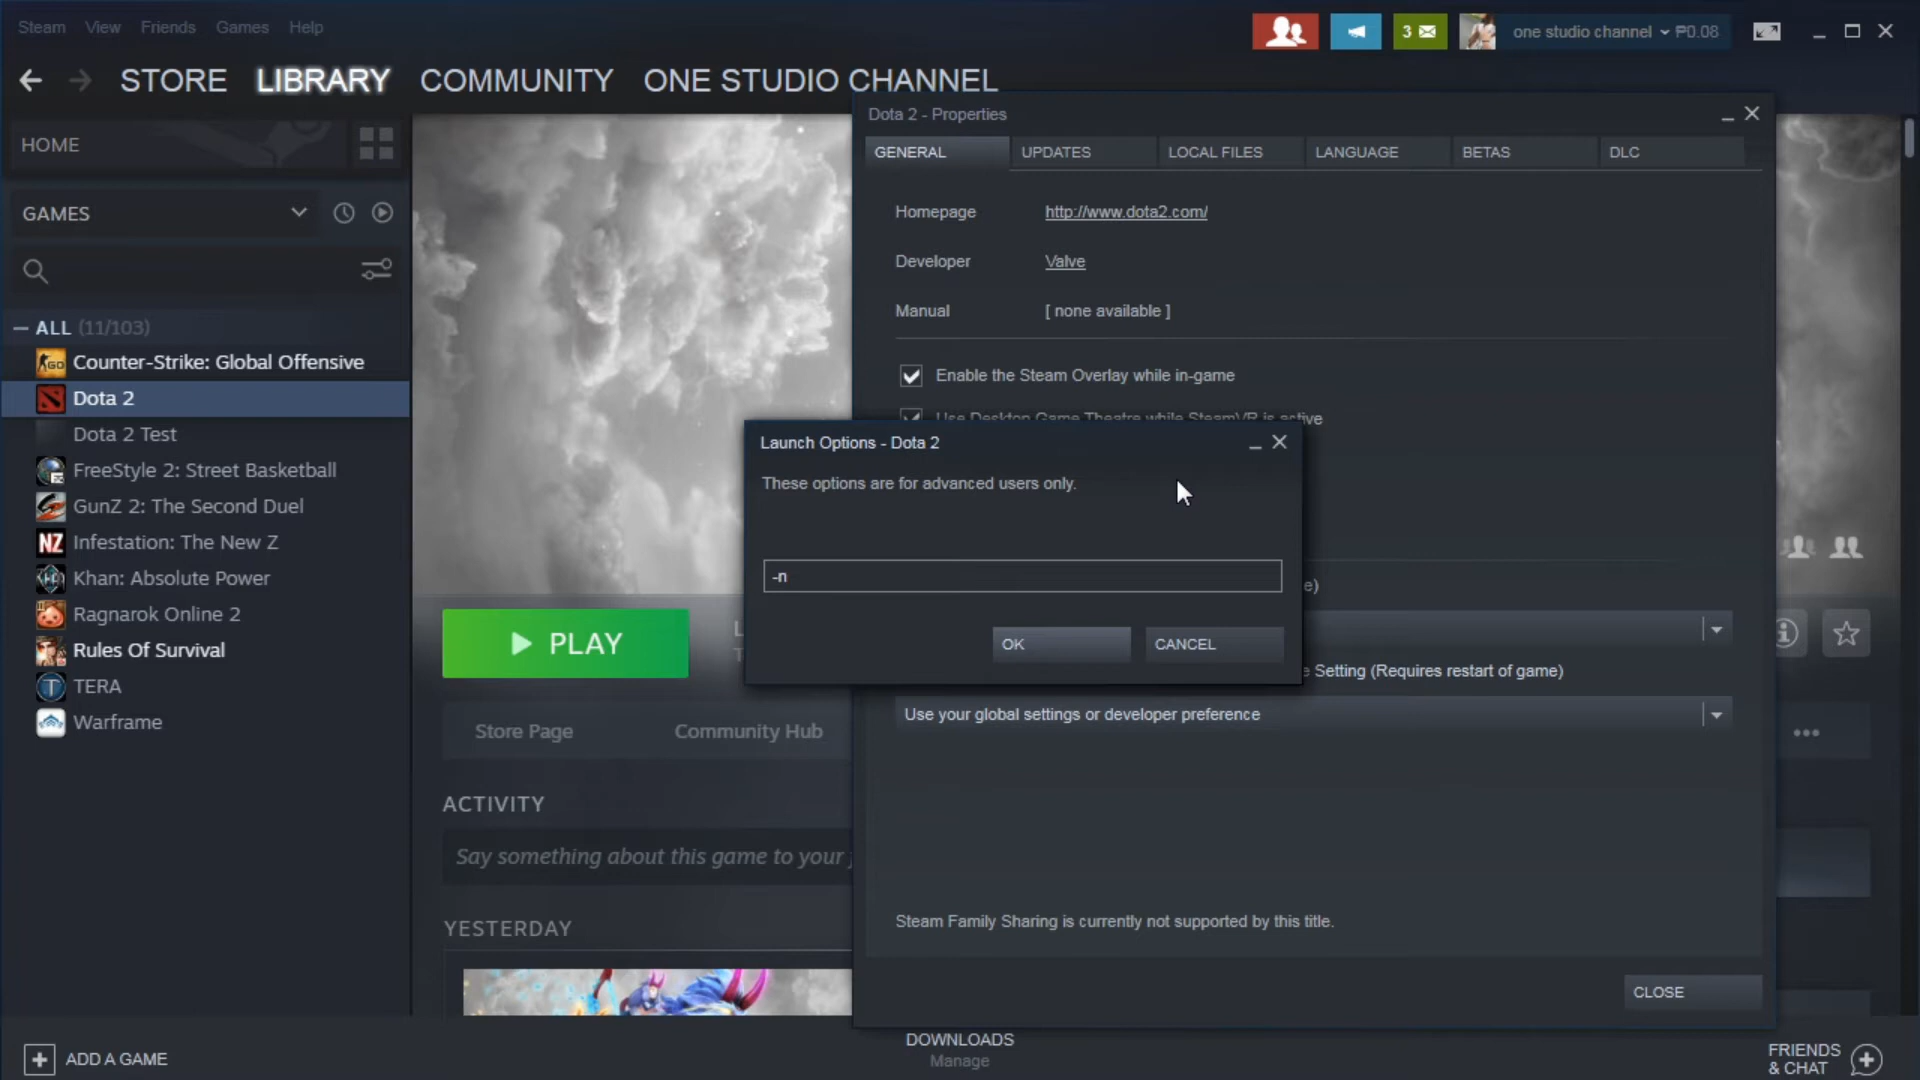 Steam View Friends Games Help
3
one studio channel ₱0.08
STORE LIBRARY COMMUNITY ONE STUDIO CHANNEL
HOME
GAMES
ALL (11/103)
Counter-Strike: Global Offensive
Dota 2
Dota 2 Test
FreeStyle 2: Street Basketball
GunZ 2: The Second Duel
NZ Infestation: The New Z
Khan: Absolute Power
Ragnarok Online 2
Rules Of Survival
TERA
Warframe
Dota 2 - Properties
GENERAL UPDATES LOCAL FILES LANGUAGE BETAS DLC
Homepage http://www.dota2.com/
Developer Valve
Manual [ none available ]
Enable the Steam Overlay while in-game
Use Desktop Game Theatre while SteamVR is active
Launch Options - Dota 2
These options are for advanced users only.
-n
OK CANCEL
e)
e Setting (Requires restart of game)
Use your global settings or developer preference
Steam Family Sharing is currently not supported by this title.
CLOSE
PLAY
Store Page Community Hub
ACTIVITY
Say something about this game to your
YESTERDAY
ADD A GAME
DOWNLOADS
Manage
FRIENDS
& CHAT